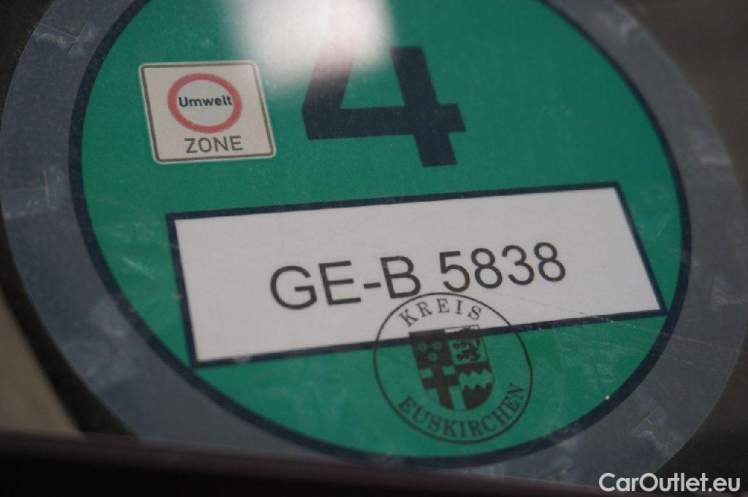 4
Umwelt
ZONE
GE-B 5838
KREIS
EUSKIRCHEN
CarOutlet.eu